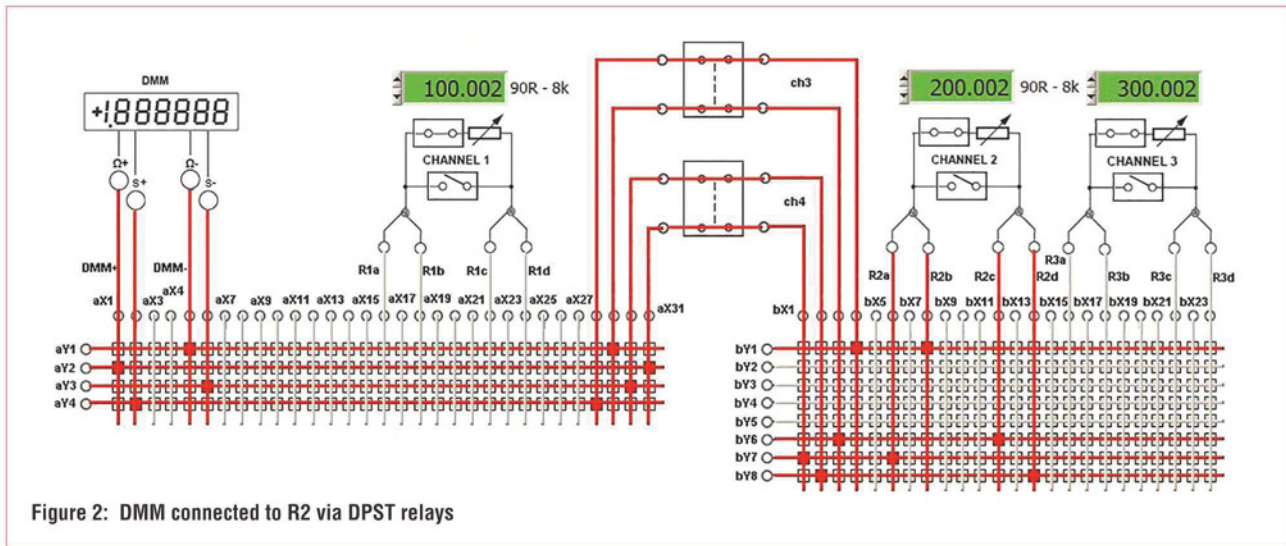 DMM
+1.888888
Ω+
S+
Ω-
S-
DMM+
DMM-
100.002 90R - 8k
CHANNEL 1
R1a
R1b
R1c
R1d
ch3
ch4
200.002 90R - 8k
CHANNEL 2
300.002
CHANNEL 3
R2a
R2b
R2c
R2d
R3a
R3b
R3c
R3d
aX1 aX3 aX4 aX7 aX9 aX11 aX13 aX15 aX17 aX19 aX21 aX23 aX25 aX27 aX31
bX1 bX5 bX7 bX9 bX11 bX13 bX15 bX17 bX19 bX21 bX23
aY1
aY2
aY3
aY4
bY1
bY2
bY3
bY4
bY5
bY6
bY7
bY8
Figure 2: DMM connected to R2 via DPST relays